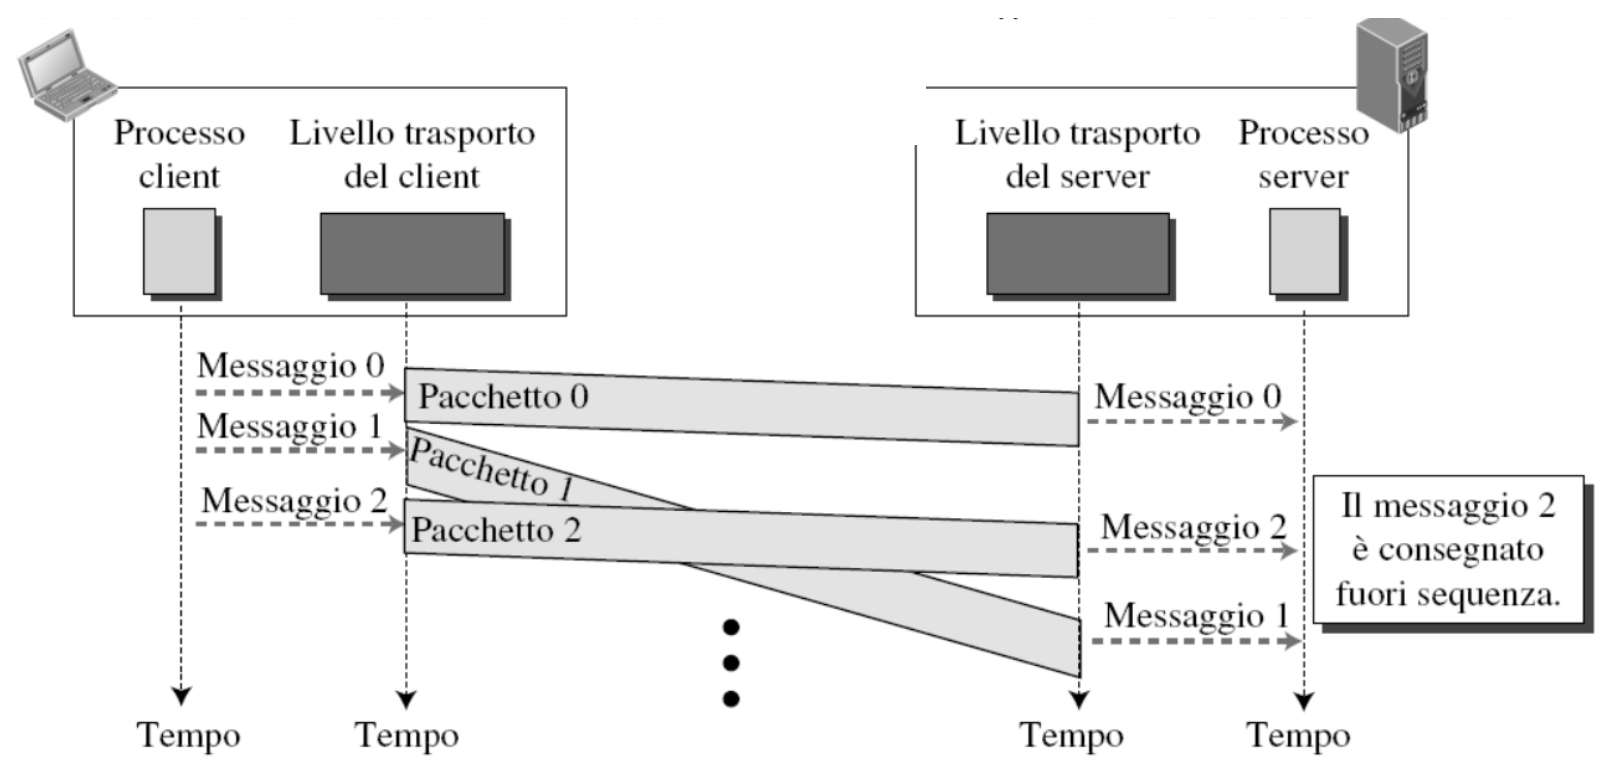 Processo
client
Livello trasporto
del client
Livello trasporto
del server
Processo
server
Messaggio 0
Pacchetto 0
Messaggio 0
Messaggio 1
Pacchetto 1
Messaggio 2
Pacchetto 2
Messaggio 2
Il messaggio 2
è consegnato
fuori sequenza.
Messaggio 1
Tempo
Tempo
Tempo
Tempo